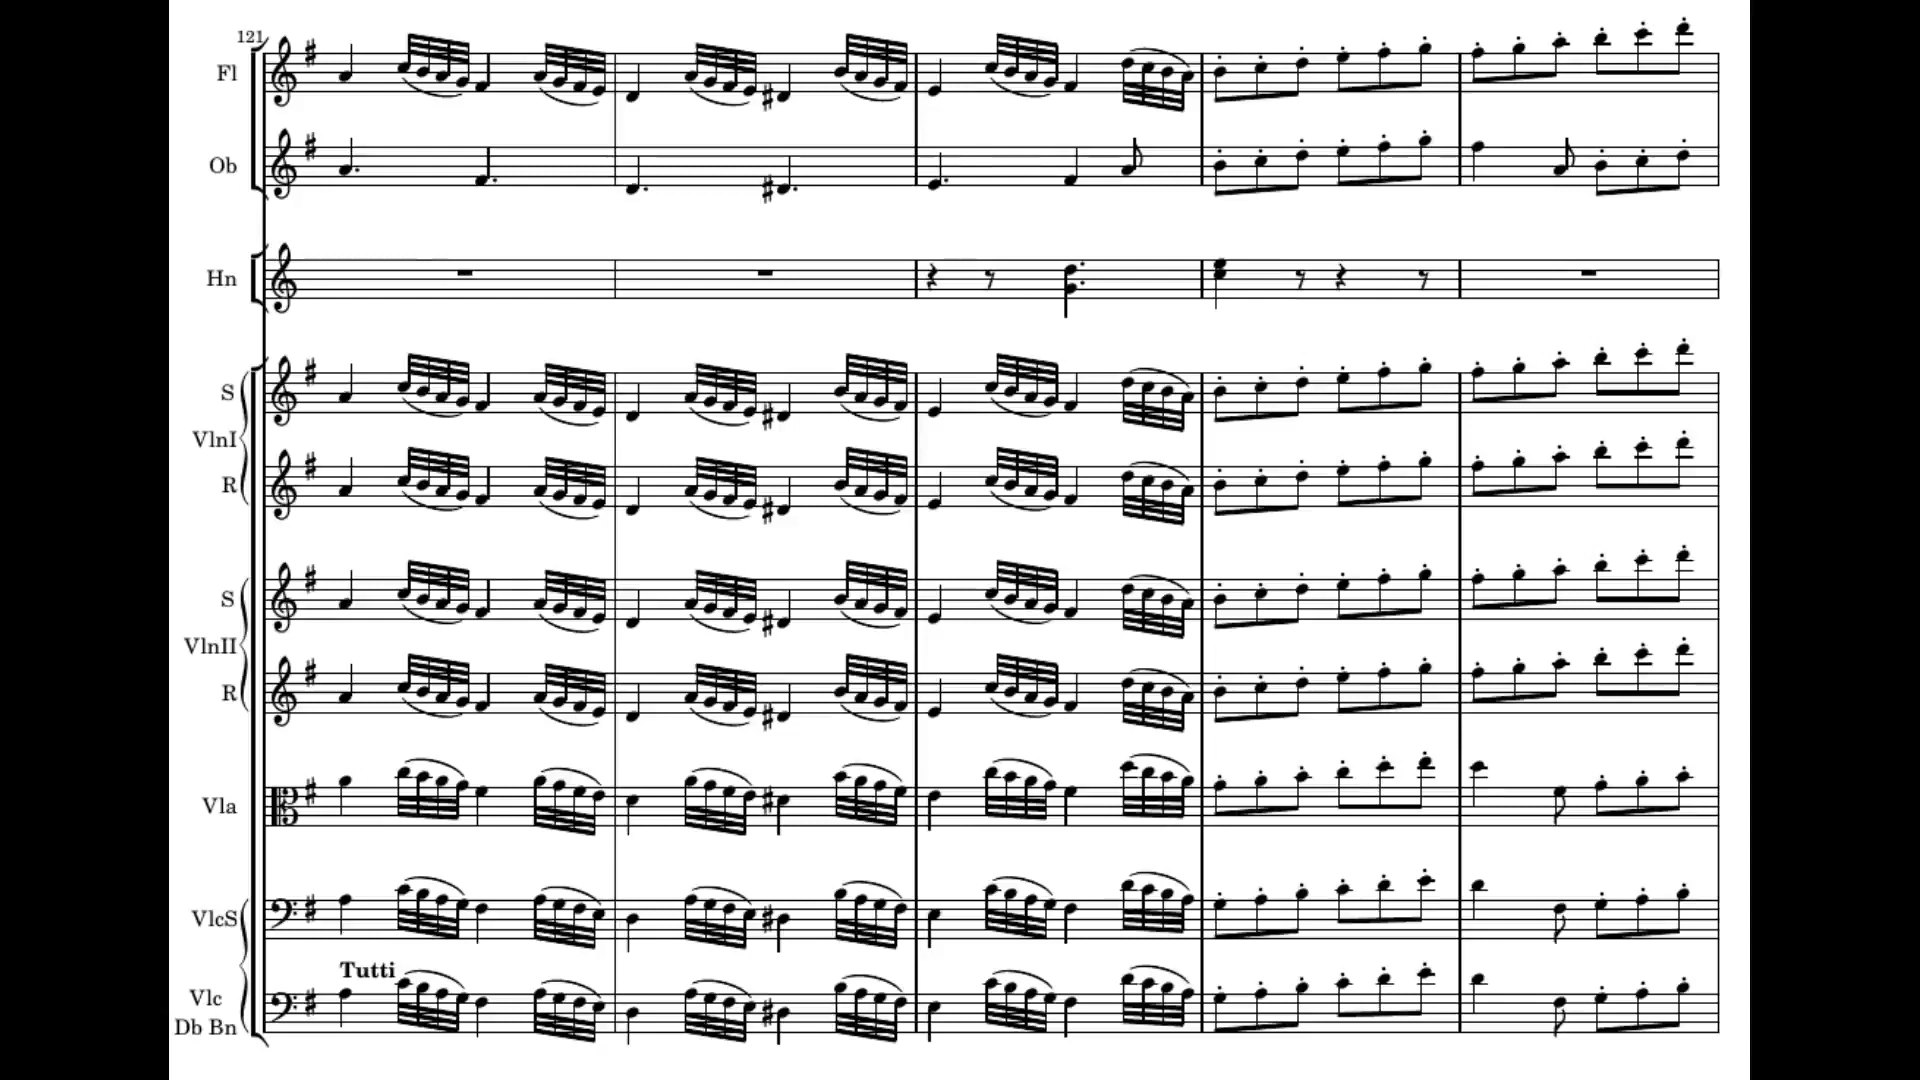 121
Fl
Ob
Hn
S
VlnI
R
S
VlnII
R
Vla
VlcS
Tutti
Vlc
Db Bn